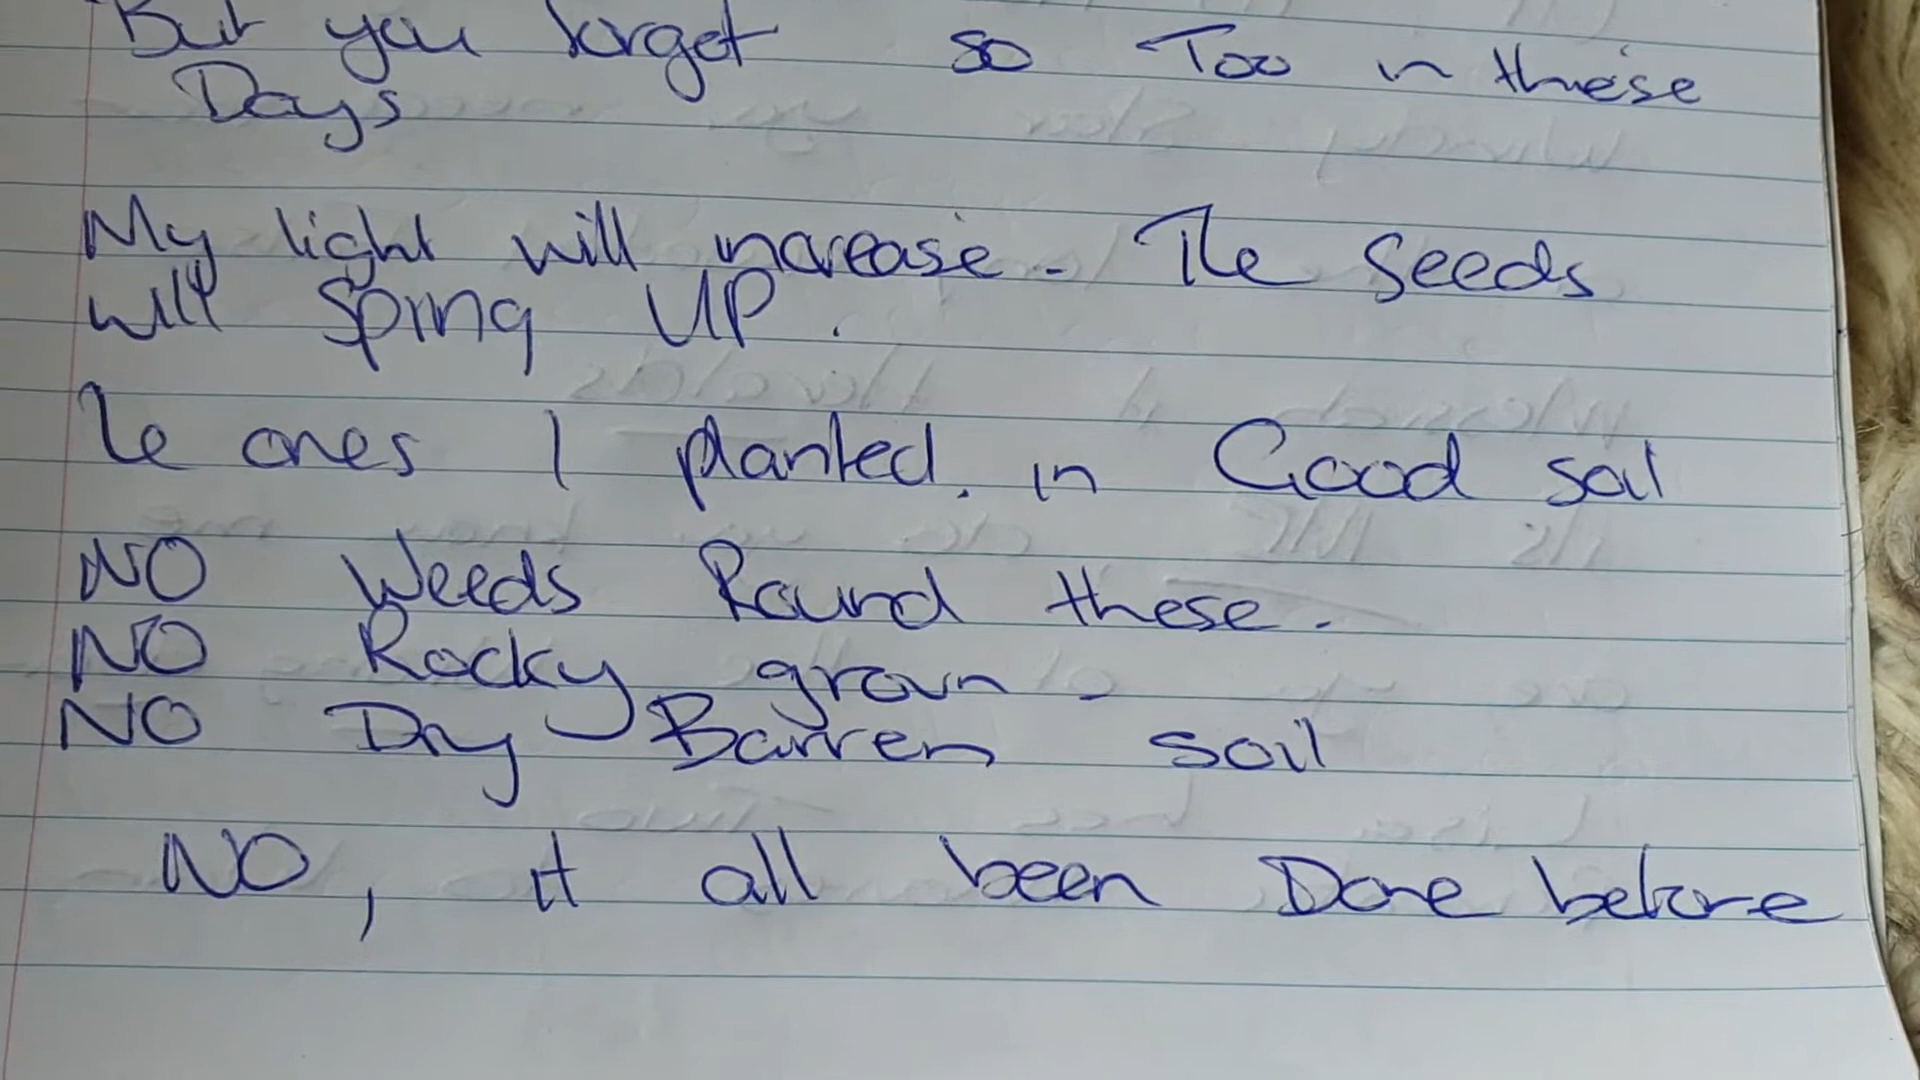 But you forget so Too in these
Days
My light will increase. The Seeds
will Spring UP.
The ones I planted. in Good soil
NO Weeds Round these.
NO Rocky groun.
NO Dry Barren soil
NO, it all been Done before